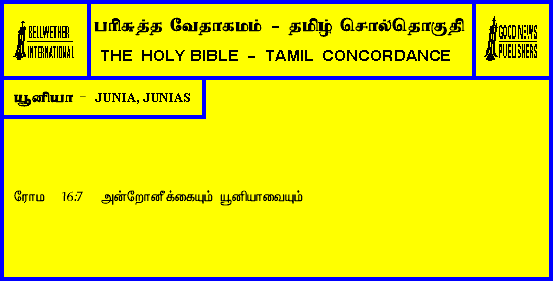 BELLWETHER
INTERNATIONAL
பரிசுத்த வேதாகமம் - தமிழ் சொல்தொகுதி
THE HOLY BIBLE - TAMIL CONCORDANCE
GOOD NEWS
PUBLISHERS
யூனியா - JUNIA, JUNIAS
ரோம 16:7 அன்றோனீக்கையும் யூனியாவையும்